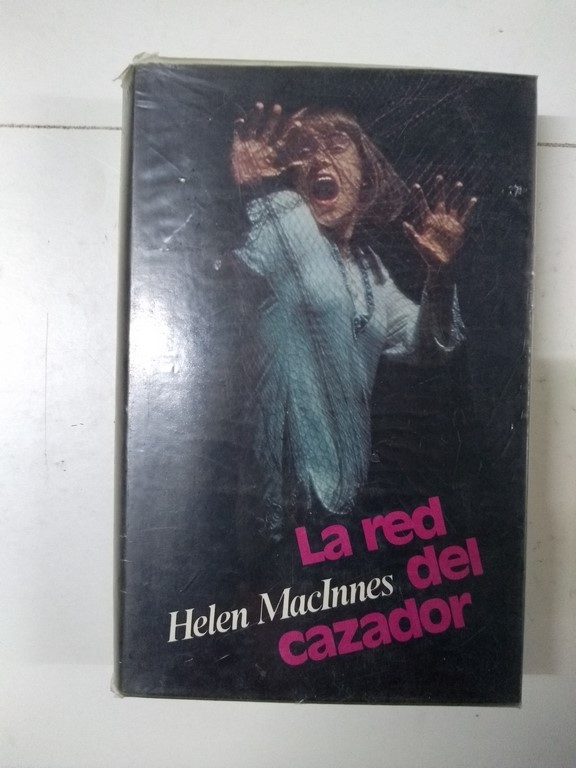 La red
del
Helen MacInnes
cazador